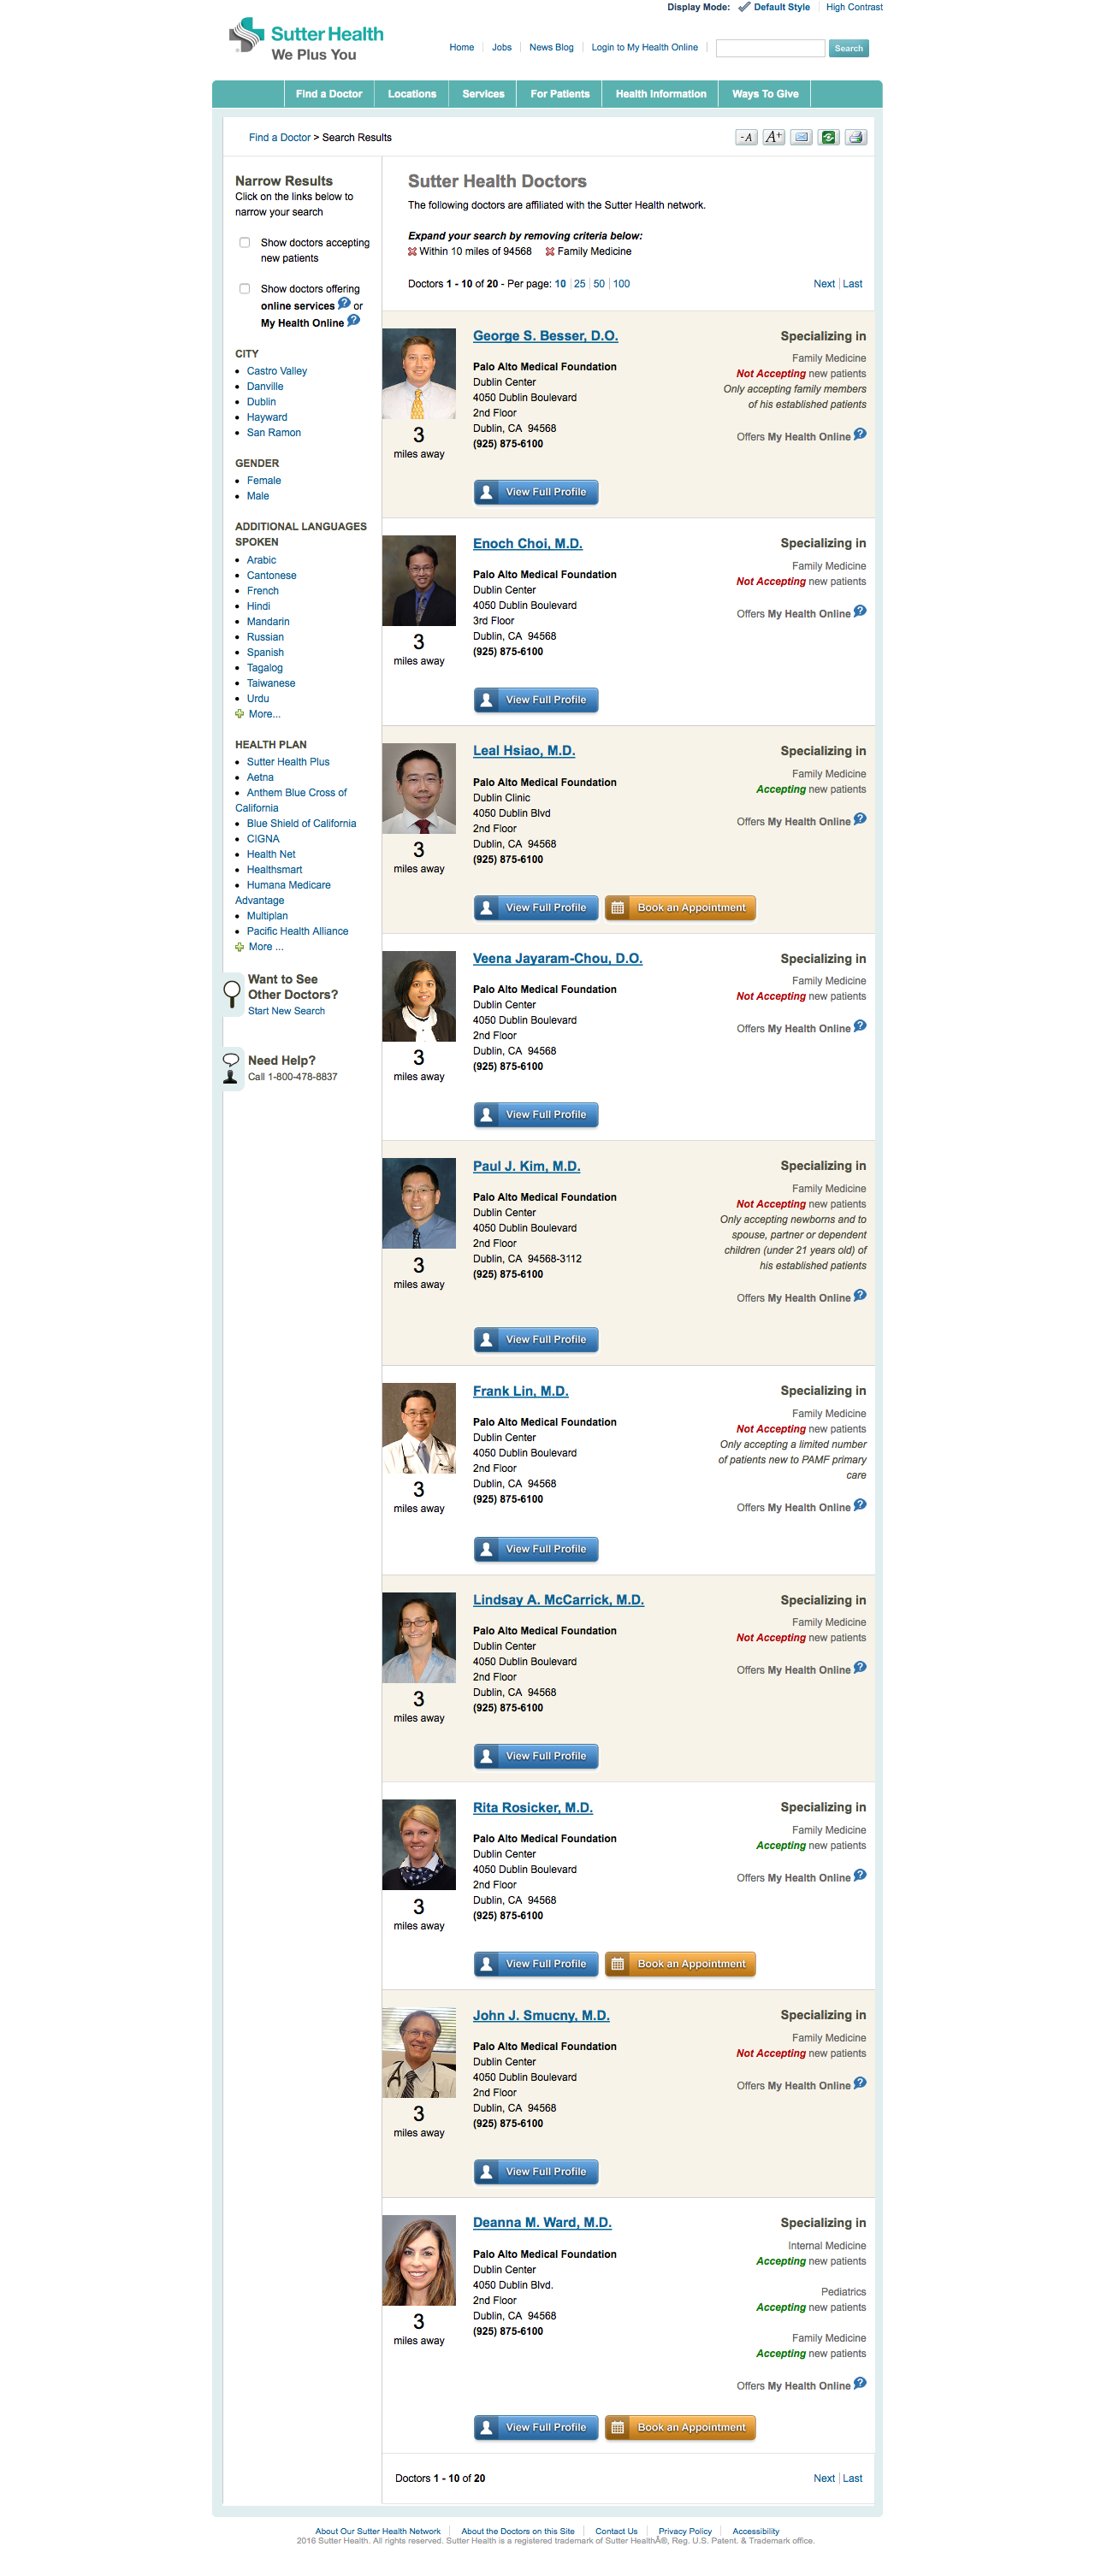 Display Mode: Default Style High Contrast
Sutter Health
We Plus You
Home Jobs News Blog Login to My Health Online Search
Find a Doctor Locations Services For Patients Health Information Ways To Give
Find a Doctor > Search Results
-A A+
Narrow Results
Click on the links below to
narrow your search
Show doctors accepting
new patients
Show doctors offering
online services ? or
My Health Online ?
CITY
Castro Valley
Danville
Dublin
Hayward
San Ramon
GENDER
Female
Male
ADDITIONAL LANGUAGES
SPOKEN
Arabic
Cantonese
French
Hindi
Mandarin
Russian
Spanish
Tagalog
Taiwanese
Urdu
More...
HEALTH PLAN
Sutter Health Plus
Aetna
Anthem Blue Cross of
California
Blue Shield of California
CIGNA
Health Net
Healthsmart
Humana Medicare
Advantage
Multiplan
Pacific Health Alliance
More ...
Want to See
Other Doctors?
Start New Search
Need Help?
Call 1-800-478-8837
Sutter Health Doctors
The following doctors are affiliated with the Sutter Health network.
Expand your search by removing criteria below:
Within 10 miles of 94568 Family Medicine
Doctors 1 - 10 of 20 - Per page: 10 | 25 | 50 | 100 Next | Last
George S. Besser, D.O.
Palo Alto Medical Foundation
Dublin Center
4050 Dublin Boulevard
2nd Floor
Dublin, CA 94568
(925) 875-6100
3
miles away
Specializing in
Family Medicine
Not Accepting new patients
Only accepting family members
of his established patients
Offers My Health Online ?
View Full Profile
Enoch Choi, M.D.
Palo Alto Medical Foundation
Dublin Center
4050 Dublin Boulevard
3rd Floor
Dublin, CA 94568
(925) 875-6100
3
miles away
Specializing in
Family Medicine
Not Accepting new patients
Offers My Health Online ?
View Full Profile
Leal Hsiao, M.D.
Palo Alto Medical Foundation
Dublin Clinic
4050 Dublin Blvd
2nd Floor
Dublin, CA 94568
(925) 875-6100
3
miles away
Specializing in
Family Medicine
Accepting new patients
Offers My Health Online ?
View Full Profile Book an Appointment
Veena Jayaram-Chou, D.O.
Palo Alto Medical Foundation
Dublin Center
4050 Dublin Boulevard
2nd Floor
Dublin, CA 94568
(925) 875-6100
3
miles away
Specializing in
Family Medicine
Not Accepting new patients
Offers My Health Online ?
View Full Profile
Paul J. Kim, M.D.
Palo Alto Medical Foundation
Dublin Center
4050 Dublin Boulevard
2nd Floor
Dublin, CA 94568-3112
(925) 875-6100
3
miles away
Specializing in
Family Medicine
Not Accepting new patients
Only accepting newborns and to
spouse, partner or dependent
children (under 21 years old) of
his established patients
Offers My Health Online ?
View Full Profile
Frank Lin, M.D.
Palo Alto Medical Foundation
Dublin Center
4050 Dublin Boulevard
2nd Floor
Dublin, CA 94568
(925) 875-6100
3
miles away
Specializing in
Family Medicine
Not Accepting new patients
Only accepting a limited number
of patients new to PAMF primary
care
Offers My Health Online ?
View Full Profile
Lindsay A. McCarrick, M.D.
Palo Alto Medical Foundation
Dublin Center
4050 Dublin Boulevard
2nd Floor
Dublin, CA 94568
(925) 875-6100
3
miles away
Specializing in
Family Medicine
Not Accepting new patients
Offers My Health Online ?
View Full Profile
Rita Rosicker, M.D.
Palo Alto Medical Foundation
Dublin Center
4050 Dublin Boulevard
2nd Floor
Dublin, CA 94568
(925) 875-6100
3
miles away
Specializing in
Family Medicine
Accepting new patients
Offers My Health Online ?
View Full Profile Book an Appointment
John J. Smucny, M.D.
Palo Alto Medical Foundation
Dublin Center
4050 Dublin Boulevard
2nd Floor
Dublin, CA 94568
(925) 875-6100
3
miles away
Specializing in
Family Medicine
Not Accepting new patients
Offers My Health Online ?
View Full Profile
Deanna M. Ward, M.D.
Palo Alto Medical Foundation
Dublin Center
4050 Dublin Blvd.
2nd Floor
Dublin, CA 94568
(925) 875-6100
3
miles away
Specializing in
Internal Medicine
Accepting new patients
Pediatrics
Accepting new patients
Family Medicine
Accepting new patients
Offers My Health Online ?
View Full Profile Book an Appointment
Doctors 1 - 10 of 20 Next | Last
About Our Sutter Health Network About the Doctors on this Site Contact Us Privacy Policy Accessibility
2016 Sutter Health. All rights reserved. Sutter Health is a registered trademark of Sutter HealthÂ®, Reg. U.S. Patent. & Trademark office.